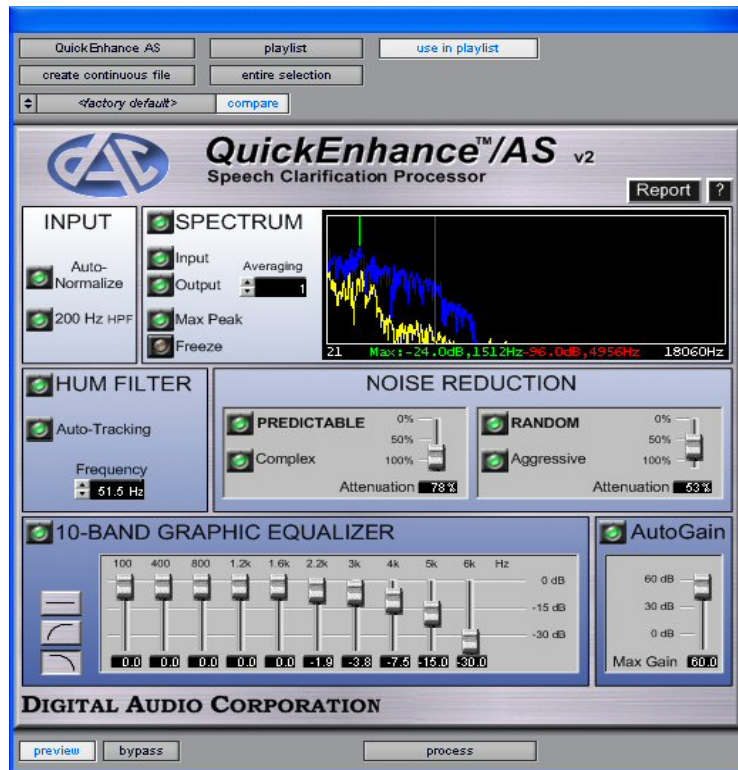 QuickEnhance AS playlist use in playlist
create continuous file entire selection
<factory default> compare
DAC QuickEnhance™/AS v2
Speech Clarification Processor
Report ?
INPUT
Auto-
Normalize
200 Hz HPF
SPECTRUM
Input
Output
Averaging
1
Max Peak
Freeze
21 Max:-24.0dB,1512Hz-96.0dB,4956Hz 18060Hz
HUM FILTER
Auto-Tracking
Frequency
51.5 Hz
NOISE REDUCTION
PREDICTABLE
Complex
0%
50%
100%
Attenuation 78%
RANDOM
Aggressive
0%
50%
100%
Attenuation 53%
10-BAND GRAPHIC EQUALIZER
100 400 800 1.2k 1.6k 2.2k 3k 4k 5k 6k Hz
0 dB
-15 dB
-30 dB
0.0 0.0 0.0 0.0 0.0 -1.9 -3.8 -7.5 -15.0 -30.0
AutoGain
60 dB
30 dB
0 dB
Max Gain 60.0
DIGITAL AUDIO CORPORATION
preview bypass process